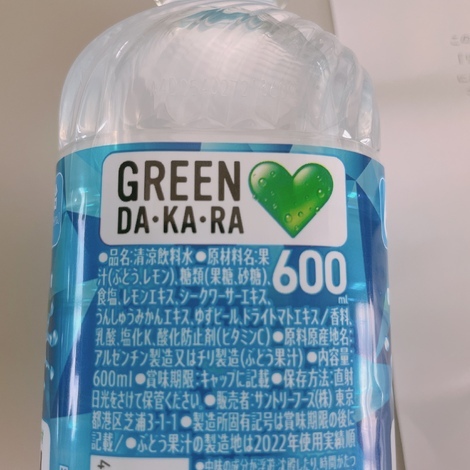 GREEN
DA・KA・RA
●品名:清涼飲料水 ●原材料名:果
汁(ぶどう、レモン)、糖類(果糖、砂糖)、
600
ml
食塩、レモンエキス、シークワーサーエキス、
うんしゅうみかんエキス、ゆずピール、ドライトマトエキス/香料、
乳酸、塩化K、酸化防止剤(ビタミンC) ●原料原産地名:
アルゼンチン製造又はチリ製造(ぶどう果汁) ●内容量:
600ml ●賞味期限:キャップに記載 ●保存方法:直射
日光をさけて保管ください ●販売者:サントリーフーズ(株) 東京
都港区芝浦3-1-1 ●製造所固有記号は賞味期限の後に
記載/ ●ぶどう果汁の製造地は2022年使用実績順